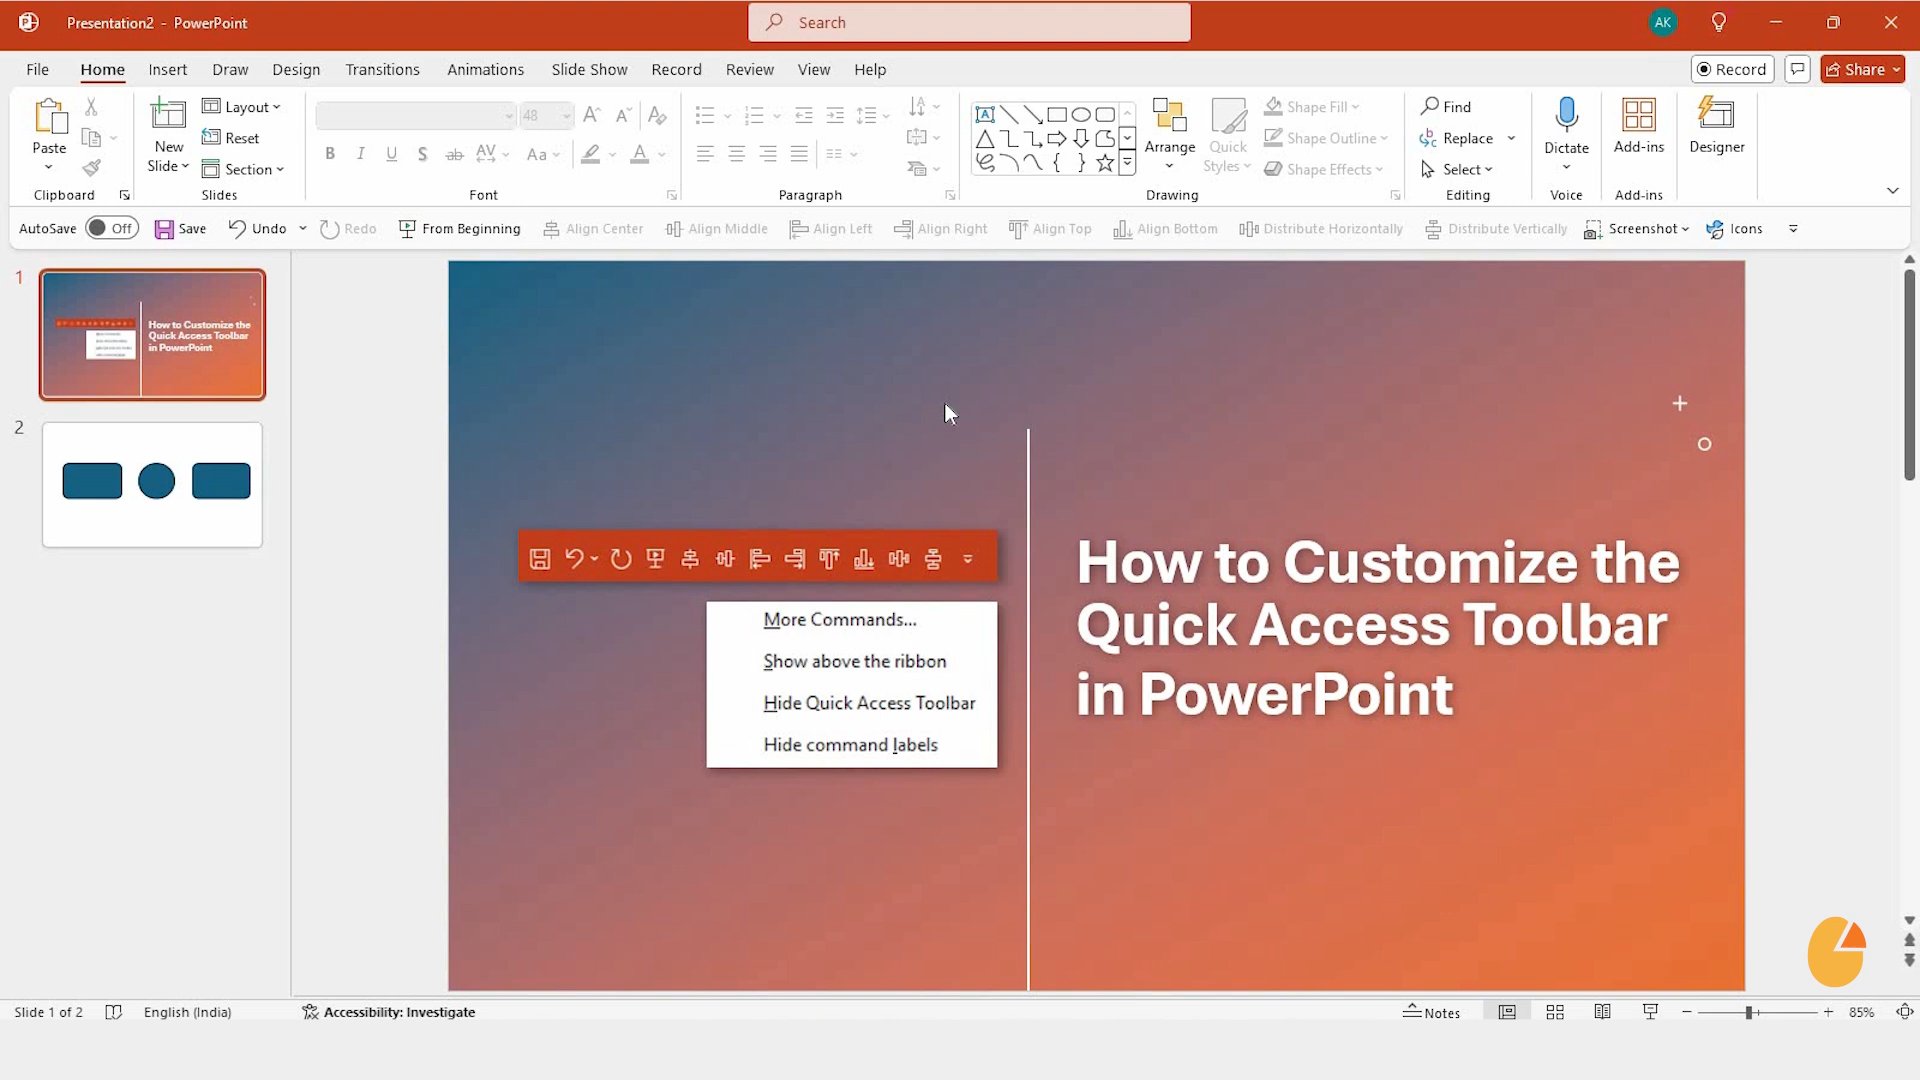 Presentation2 - PowerPoint
Search
AK
File Home Insert Draw Design Transitions Animations Slide Show Record Review View Help
Record
Share
Paste
New Slide
Layout
Reset
Section
48
B I U S ab AV Aa A
A
Arrange
Quick Styles
Shape Fill
Shape Outline
Shape Effects
Find
Replace
Select
Dictate
Add-ins
Designer
Clipboard Slides Font Paragraph Drawing Editing Voice Add-ins
AutoSave Off Save Undo Redo From Beginning Align Center Align Middle Align Left Align Right Align Top Align Bottom Distribute Horizontally Distribute Vertically Screenshot Icons
1
How to Customize the
Quick Access Toolbar
in PowerPoint
2
More Commands...
Show above the ribbon
Hide Quick Access Toolbar
Hide command labels
How to Customize the
Quick Access Toolbar
in PowerPoint
Slide 1 of 2 English (India) Accessibility: Investigate Notes 85%